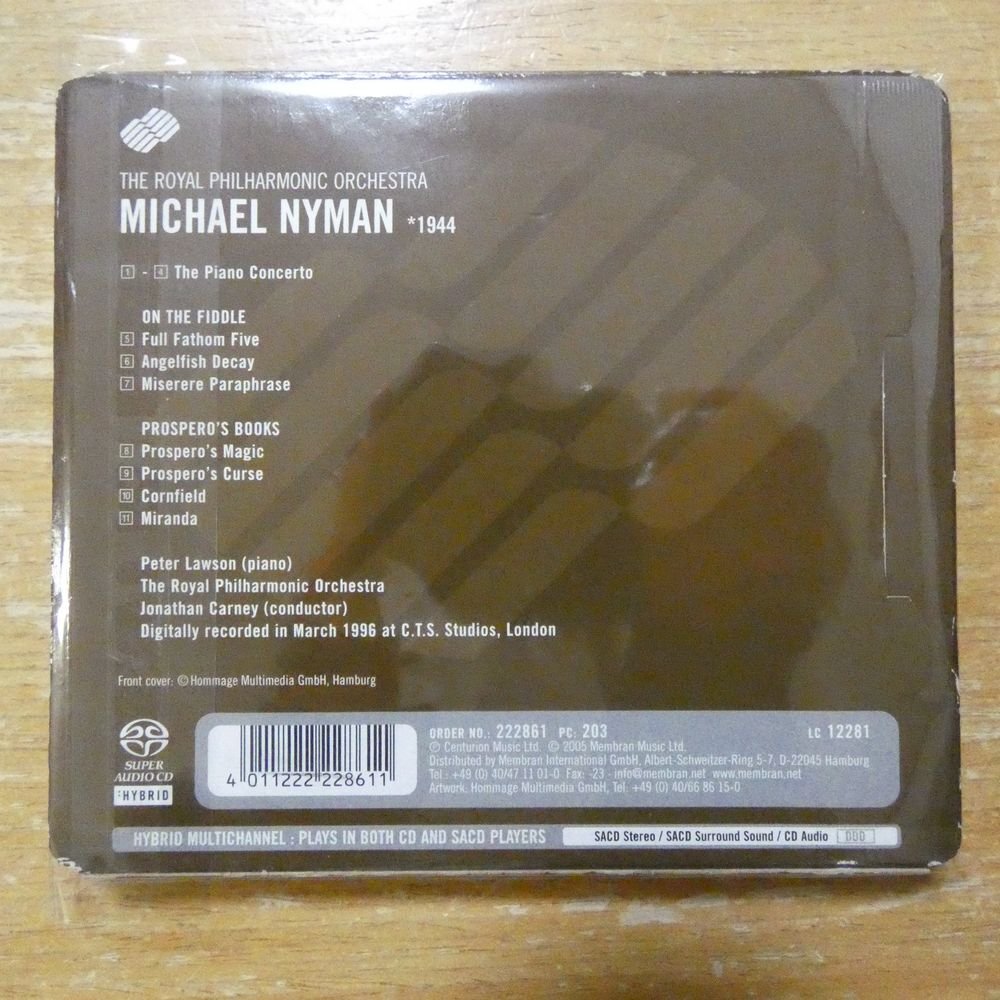 THE ROYAL PHILHARMONIC ORCHESTRA
MICHAEL NYMAN *1944
1 - 4 The Piano Concerto
ON THE FIDDLE
5 Full Fathom Five
6 Angelfish Decay
7 Miserere Paraphrase
PROSPERO'S BOOKS
8 Prospero's Magic
9 Prospero's Curse
10 Cornfield
11 Miranda
Peter Lawson (piano)
The Royal Philharmonic Orchestra
Jonathan Carney (conductor)
Digitally recorded in March 1996 at C.T.S. Studios, London
Front cover: © Hommage Multimedia GmbH, Hamburg
SUPER
AUDIO CD
:HYBRID
4 011222 228611
ORDER NO.: 222861 PC: 203 LC 12281
℗ Centurion Music Ltd. © 2005 Membran Music Ltd.
Distributed by Membran International GmbH, Albert-Schweitzer-Ring 5-7, D-22045 Hamburg
Tel.: +49 (0) 40/47 11 01-0 Fax: -23 - info@membran.net www.membran.net
Artwork: Hommage Multimedia GmbH, Tel: +49 (0) 40/66 86 15-0
HYBRID MULTICHANNEL : PLAYS IN BOTH CD AND SACD PLAYERS SACD Stereo / SACD Surround Sound / CD Audio DDD